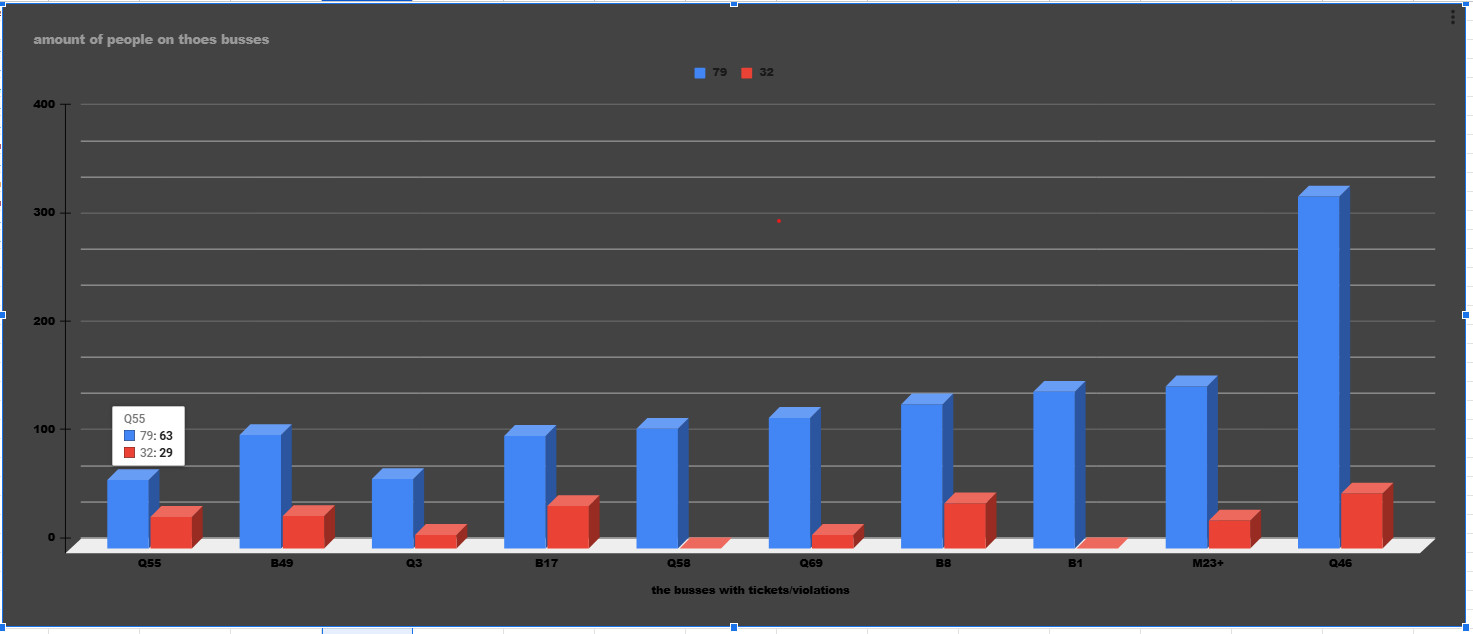 amount of people on thoes busses
79 32
400
300
200
100
0
Q55
79: 63
32: 29
Q55 B49 Q3 B17 Q58 Q69 B8 B1 M23+ Q46
the busses with tickets/violations